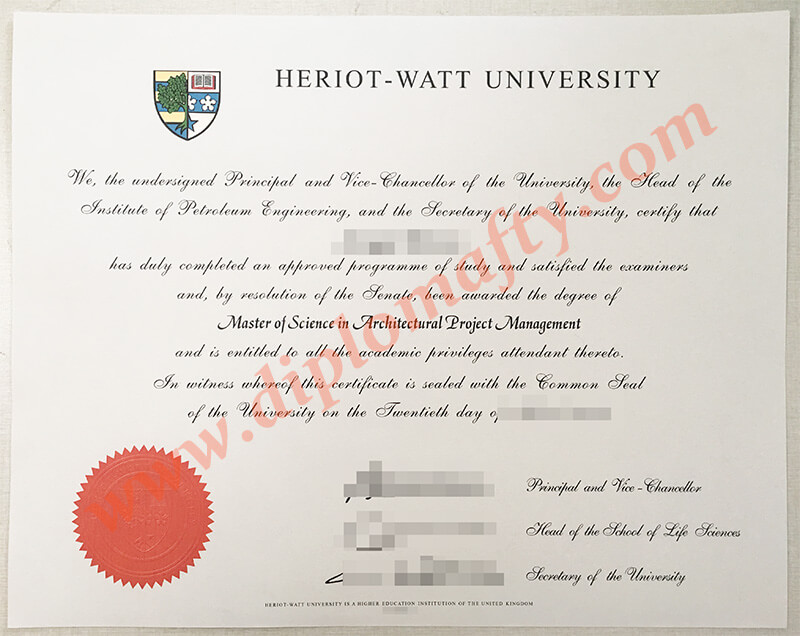 HERIOT-WATT UNIVERSITY
We, the undersigned Principal and Vice-Chancellor of the University, the Head of the
Institute of Petroleum Engineering, and the Secretary of the University, certify that
has duly completed an approved programme of study and satisfied the examiners
and, by resolution of the Senate, been awarded the degree of
Master of Science in Architectural Project Management
and is entitled to all the academic privileges attendant thereto.
In witness whereof this certificate is sealed with the Common Seal
of the University on the Twentieth day of
Principal and Vice-Chancellor
Head of the School of Life Sciences
Secretary of the University
HERIOT-WATT UNIVERSITY IS A HIGHER EDUCATION INSTITUTION OF THE UNITED KINGDOM
www.diplomafty.com